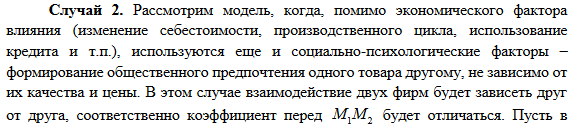 Случай 2. Рассмотрим модель, когда, помимо экономического фактора
влияния (изменение себестоимости, производственного цикла, использование
кредита и т.п.), используются еще и социально-психологические факторы –
формирование общественного предпочтения одного товара другому, не зависимо от
их качества и цены. В этом случае взаимодействие двух фирм будет зависеть друг
от друга, соответственно коэффициент перед M₁M₂ будет отличаться. Пусть в